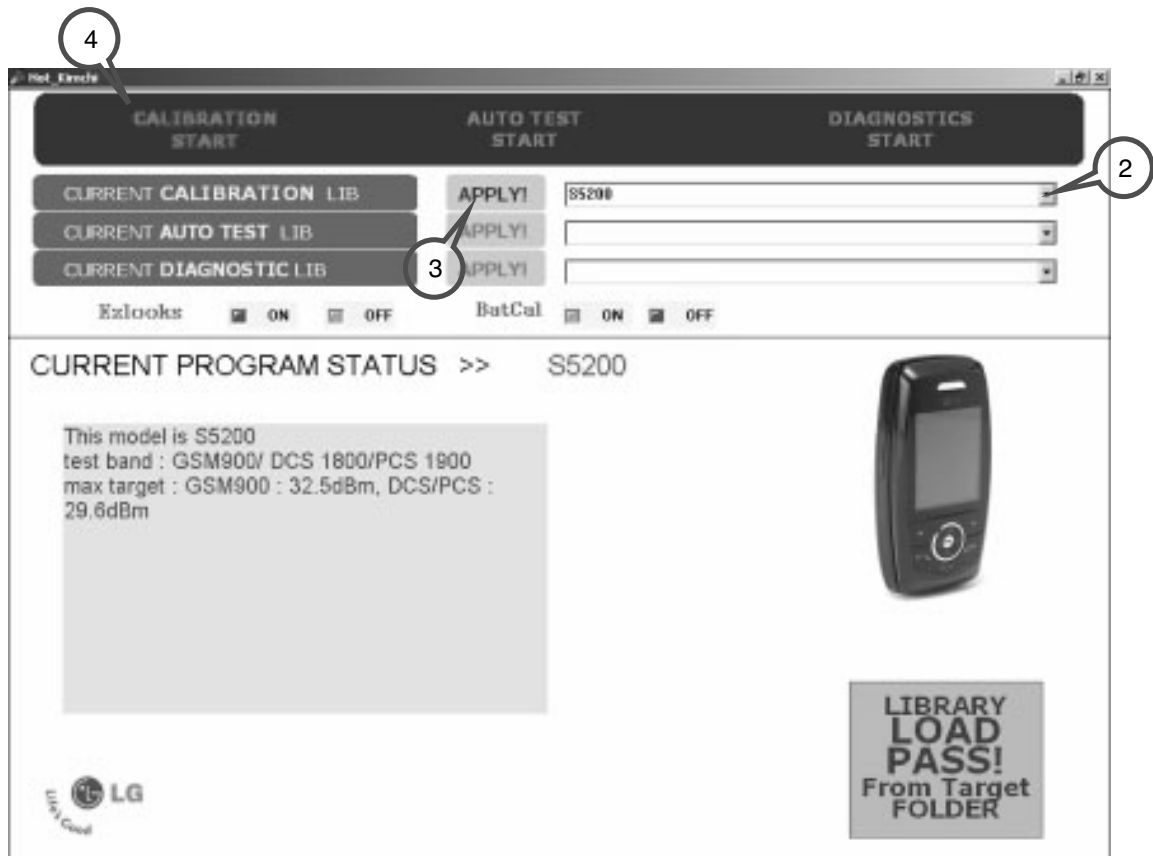 4
Hot_Kimchi
CALIBRATION START
AUTO TEST START
DIAGNOSTICS START
2
CURRENT CALIBRATION LIB APPLY! S5200
CURRENT AUTO TEST LIB APPLY!
3
CURRENT DIAGNOSTIC LIB APPLY!
Ezlooks ON OFF BatCal ON OFF
CURRENT PROGRAM STATUS >> S5200
This model is S5200
test band : GSM900/ DCS 1800/PCS 1900
max target : GSM900 : 32.5dBm, DCS/PCS :
29.6dBm
LIBRARY
LOAD
PASS!
From Target
FOLDER
LG
Life's Good